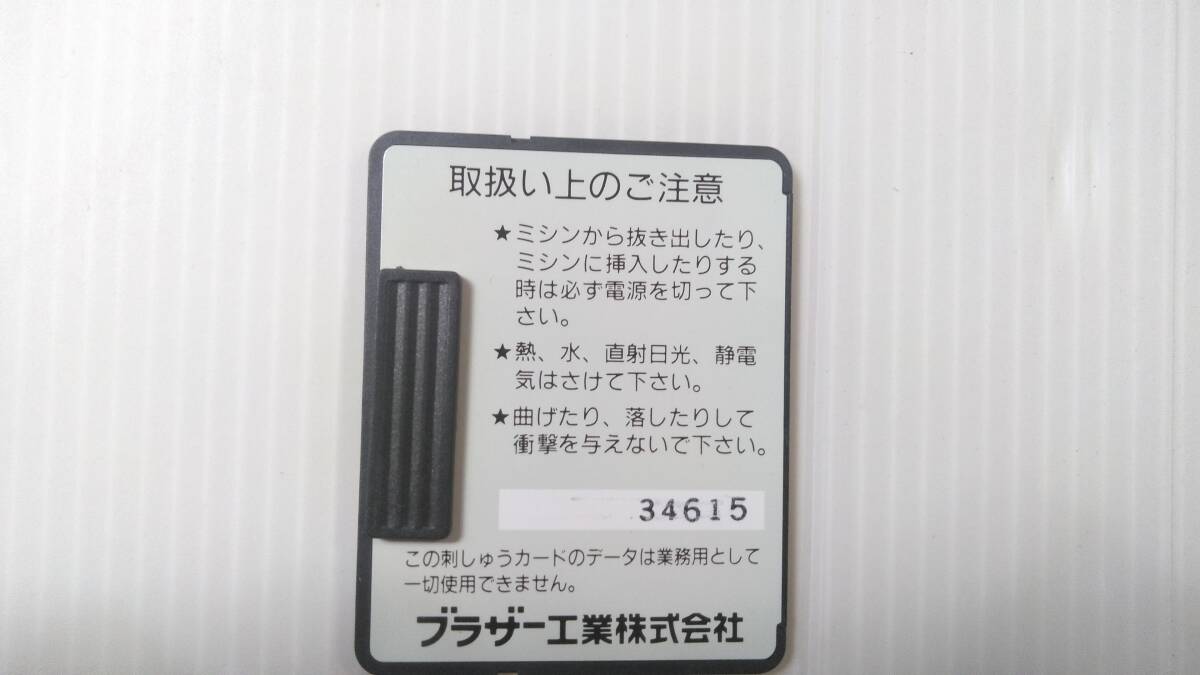 取扱い上のご注意
★ミシンから抜き出したり、
ミシンに挿入したりする
時は必ず電源を切って下
さい。
★熱、水、直射日光、静電
気はさけて下さい。
★曲げたり、落したりして
衝撃を与えないで下さい。
34615
この刺しゅうカードのデータは業務用として
一切使用できません。
ブラザー工業株式会社